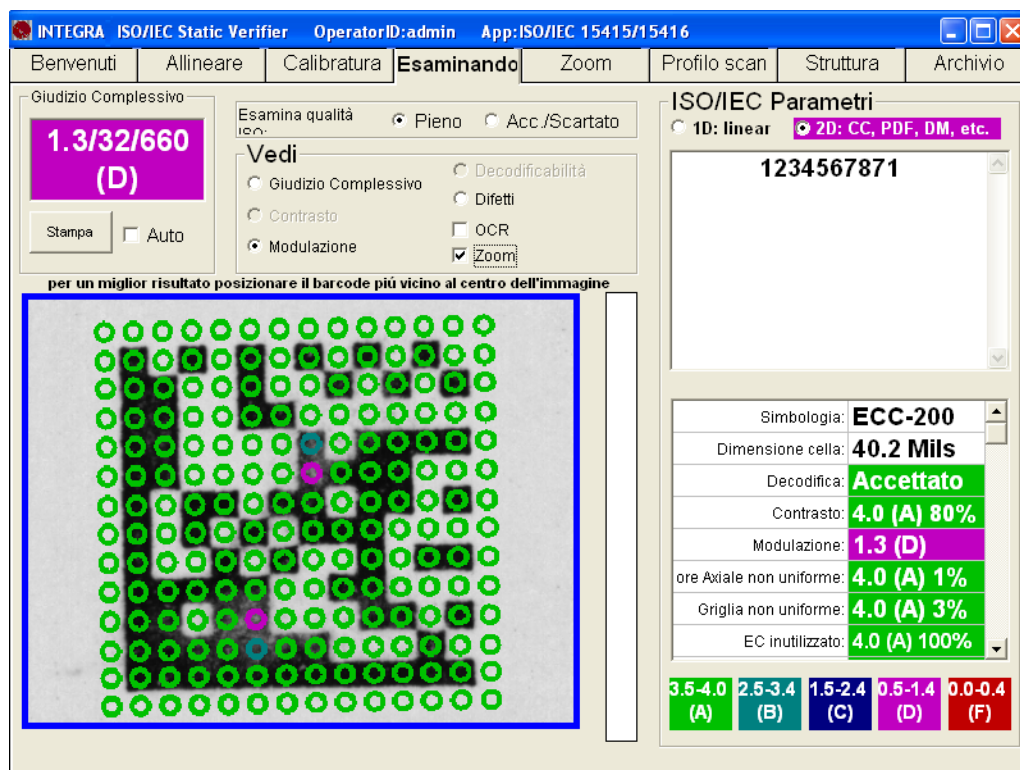 INTEGRA ISO/IEC Static Verifier OperatorID:admin App:ISO/IEC 15415/15416
Benvenuti Allineare Calibratura Esaminando Zoom Profilo scan Struttura Archivio
Giudizio Complessivo
1.3/32/660
(D)
Stampa
Auto
Esamina qualità
ISO:
Pieno Acc./Scartato
Vedi
Giudizio Complessivo
Contrasto
Modulazione
Decodificabilità
Difetti
OCR
Zoom
per un miglior risultato posizionare il barcode piú vicino al centro dell'immagine
ISO/IEC Parametri
1D: linear 2D: CC, PDF, DM, etc.
1234567871
Simbologia: ECC-200
Dimensione cella: 40.2 Mils
Decodifica: Accettato
Contrasto: 4.0 (A) 80%
Modulazione: 1.3 (D)
ore Axiale non uniforme: 4.0 (A) 1%
Griglia non uniforme: 4.0 (A) 3%
EC inutilizzato: 4.0 (A) 100%
3.5-4.0 2.5-3.4 1.5-2.4 0.5-1.4 0.0-0.4
(A) (B) (C) (D) (F)